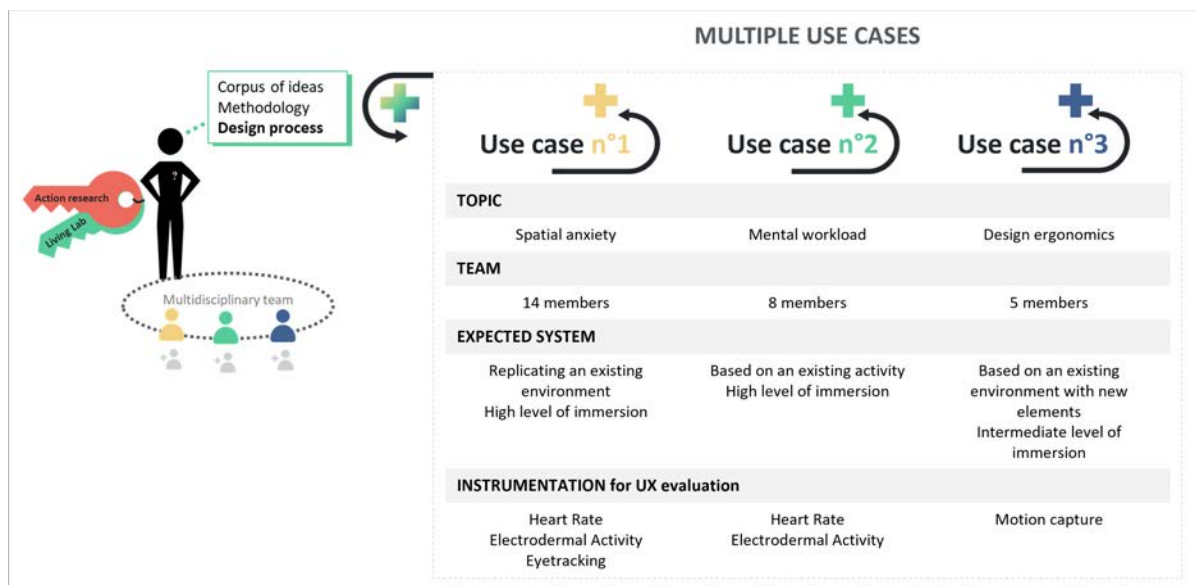 MULTIPLE USE CASES
Corpus of ideas
Methodology
Design process
?
Action research
Living Lab
Multidisciplinary team
Use case n°1
Use case n°2
Use case n°3
TOPIC
Spatial anxiety
Mental workload
Design ergonomics
TEAM
14 members
8 members
5 members
EXPECTED SYSTEM
Replicating an existing
environment
High level of immersion
Based on an existing activity
High level of immersion
Based on an existing
environment with new
elements
Intermediate level of
immersion
INSTRUMENTATION for UX evaluation
Heart Rate
Electrodermal Activity
Eyetracking
Heart Rate
Electrodermal Activity
Motion capture